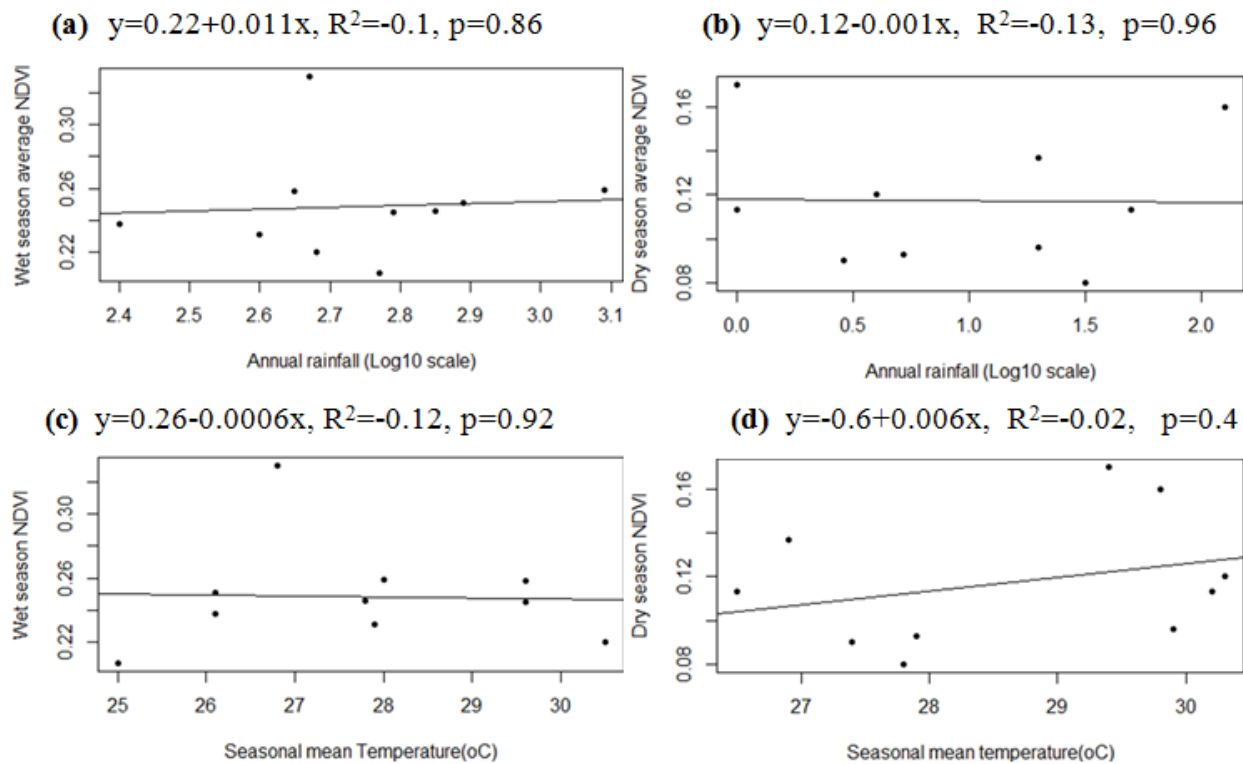 (a) y=0.22+0.011x, R²=-0.1, p=0.86
Wet season average NDVI
0.22 0.26 0.30
2.4 2.5 2.6 2.7 2.8 2.9 3.0 3.1
Annual rainfall (Log10 scale)
(b) y=0.12-0.001x, R²=-0.13, p=0.96
Dry season average NDVI
0.08 0.12 0.16
0.0 0.5 1.0 1.5 2.0
Annual rainfall (Log10 scale)
(c) y=0.26-0.0006x, R²=-0.12, p=0.92
Wet season NDVI
0.22 0.26 0.30
25 26 27 28 29 30
Seasonal mean Temperature(oC)
(d) y=-0.6+0.006x, R²=-0.02, p=0.4
Dry season NDVI
0.08 0.12 0.16
27 28 29 30
Seasonal mean temperature(oC)